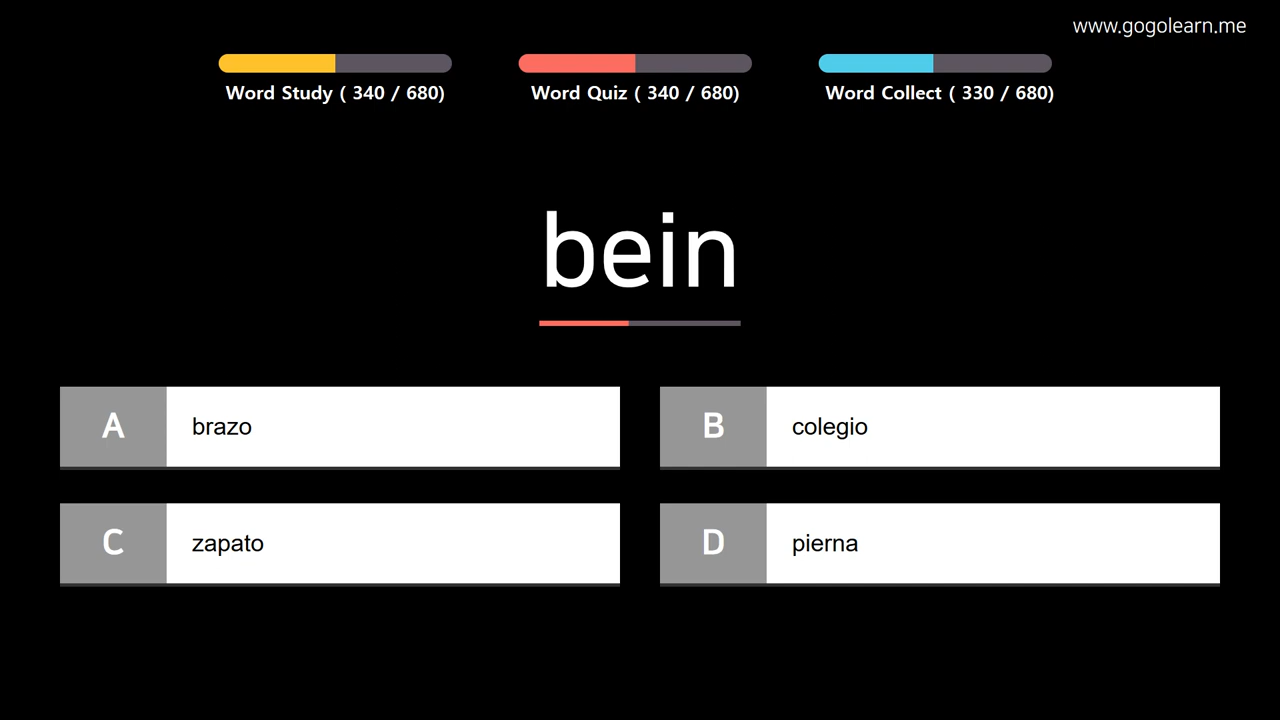 www.gogolearn.me
Word Study ( 340 / 680)
Word Quiz ( 340 / 680)
Word Collect ( 330 / 680)
bein
A brazo
B colegio
C zapato
D pierna